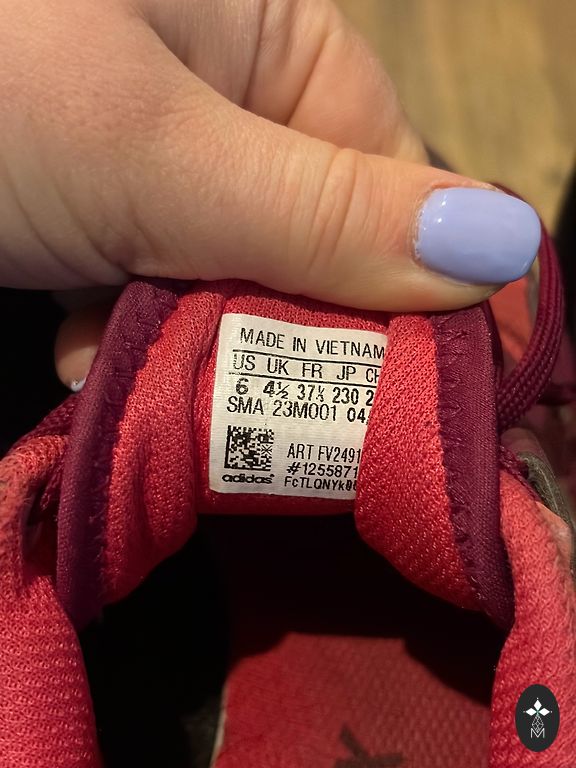 MADE IN VIETNAM
US UK FR JP
6 4½ 37⅓ 230
SMA 23M001
ART FV2491
#1255871
adidas